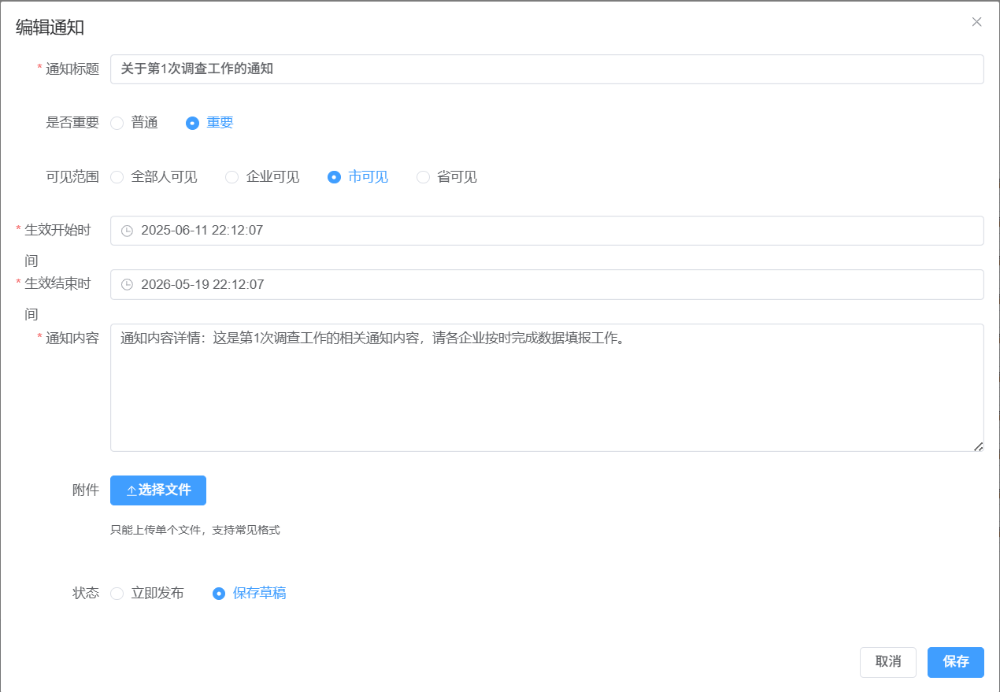 编辑通知
* 通知标题 关于第1次调查工作的通知
是否重要 普通 重要
可见范围 全部人可见 企业可见 市可见 省可见
* 生效开始时 2025-06-11 22:12:07
间
* 生效结束时 2026-05-19 22:12:07
间
* 通知内容 通知内容详情：这是第1次调查工作的相关通知内容，请各企业按时完成数据填报工作。
附件 选择文件
只能上传单个文件，支持常见格式
状态 立即发布 保存草稿
取消 保存